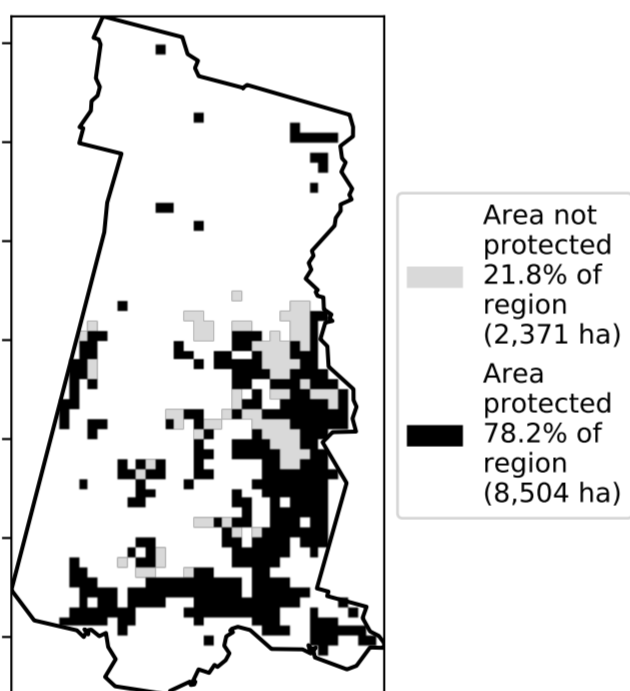 Area not
protected
21.8% of
region
(2,371 ha)
Area
protected
78.2% of
region
(8,504 ha)